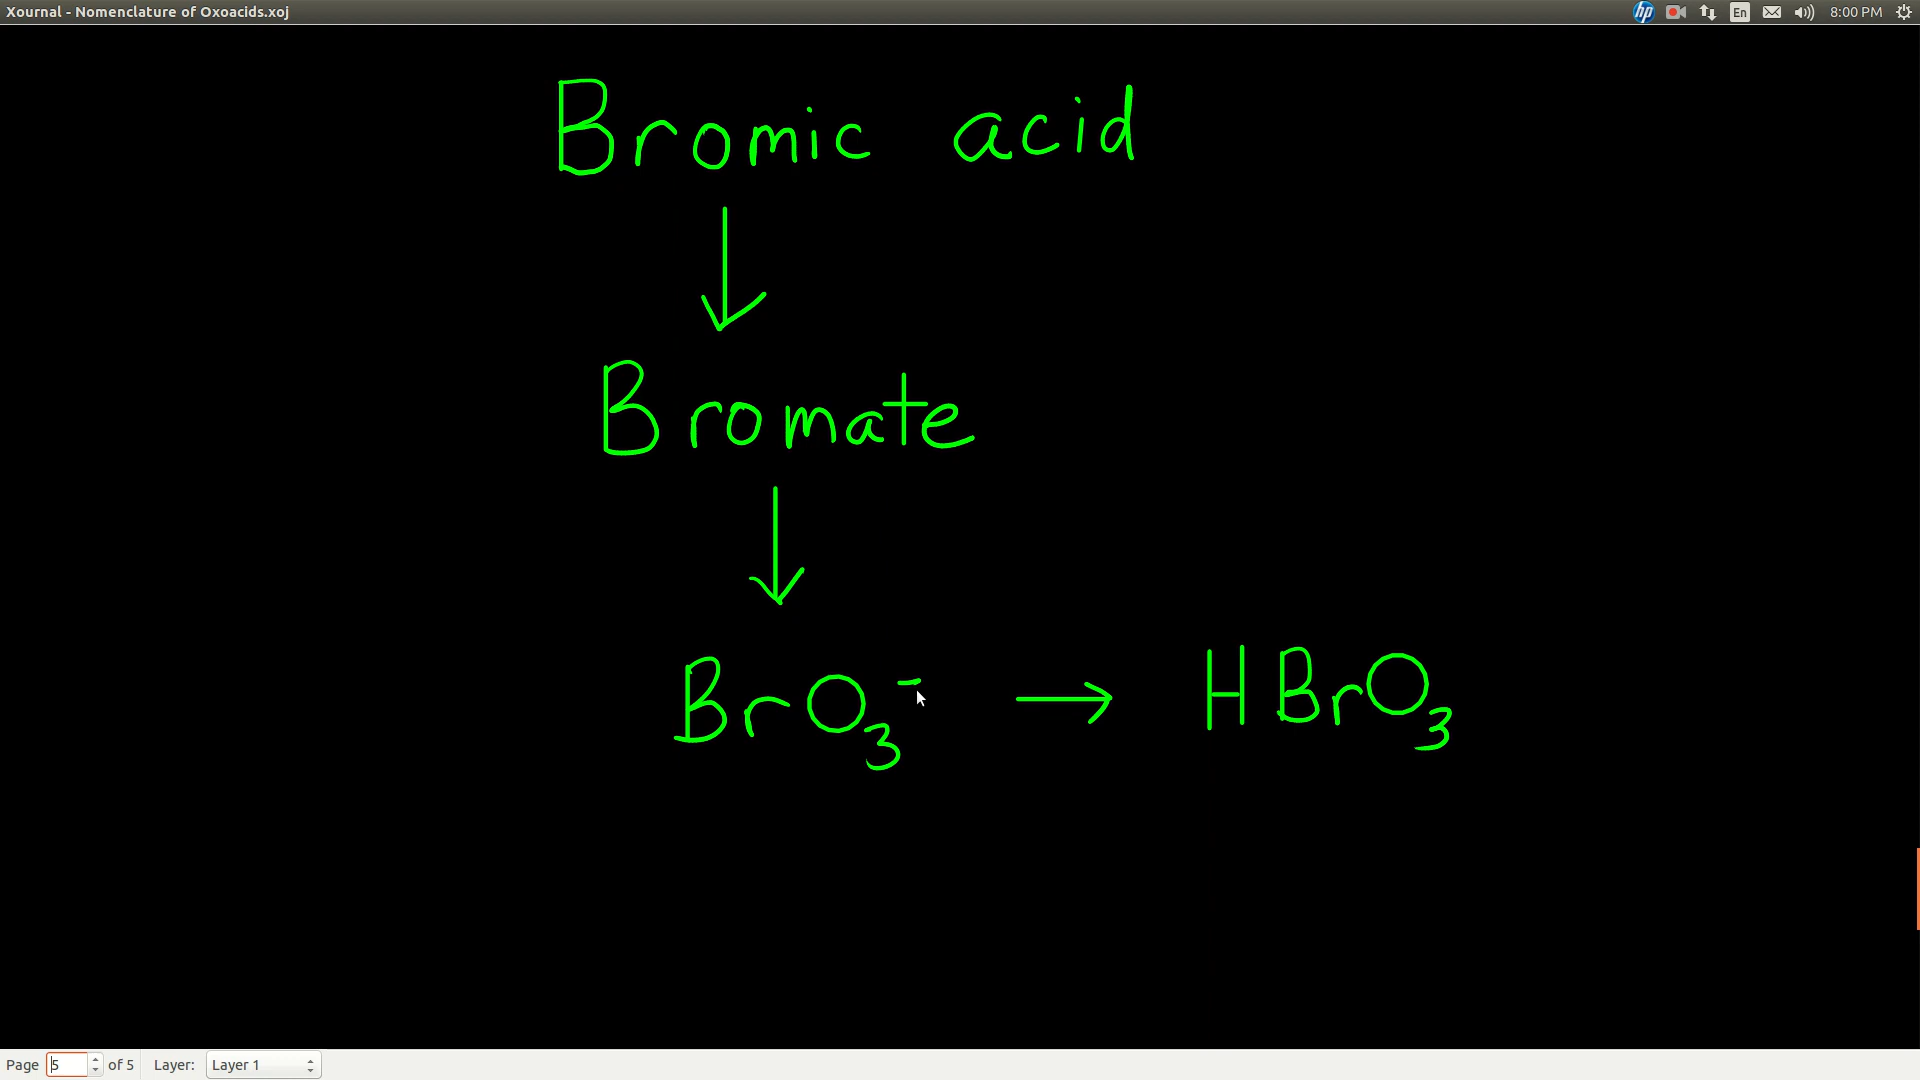 Xournal - Nomenclature of Oxoacids.xoj
hp En 8:00 PM
Bromic acid
↓
Bromate
↓
BrO₃⁻ → HBrO₃
Page 5 of 5 Layer: Layer 1